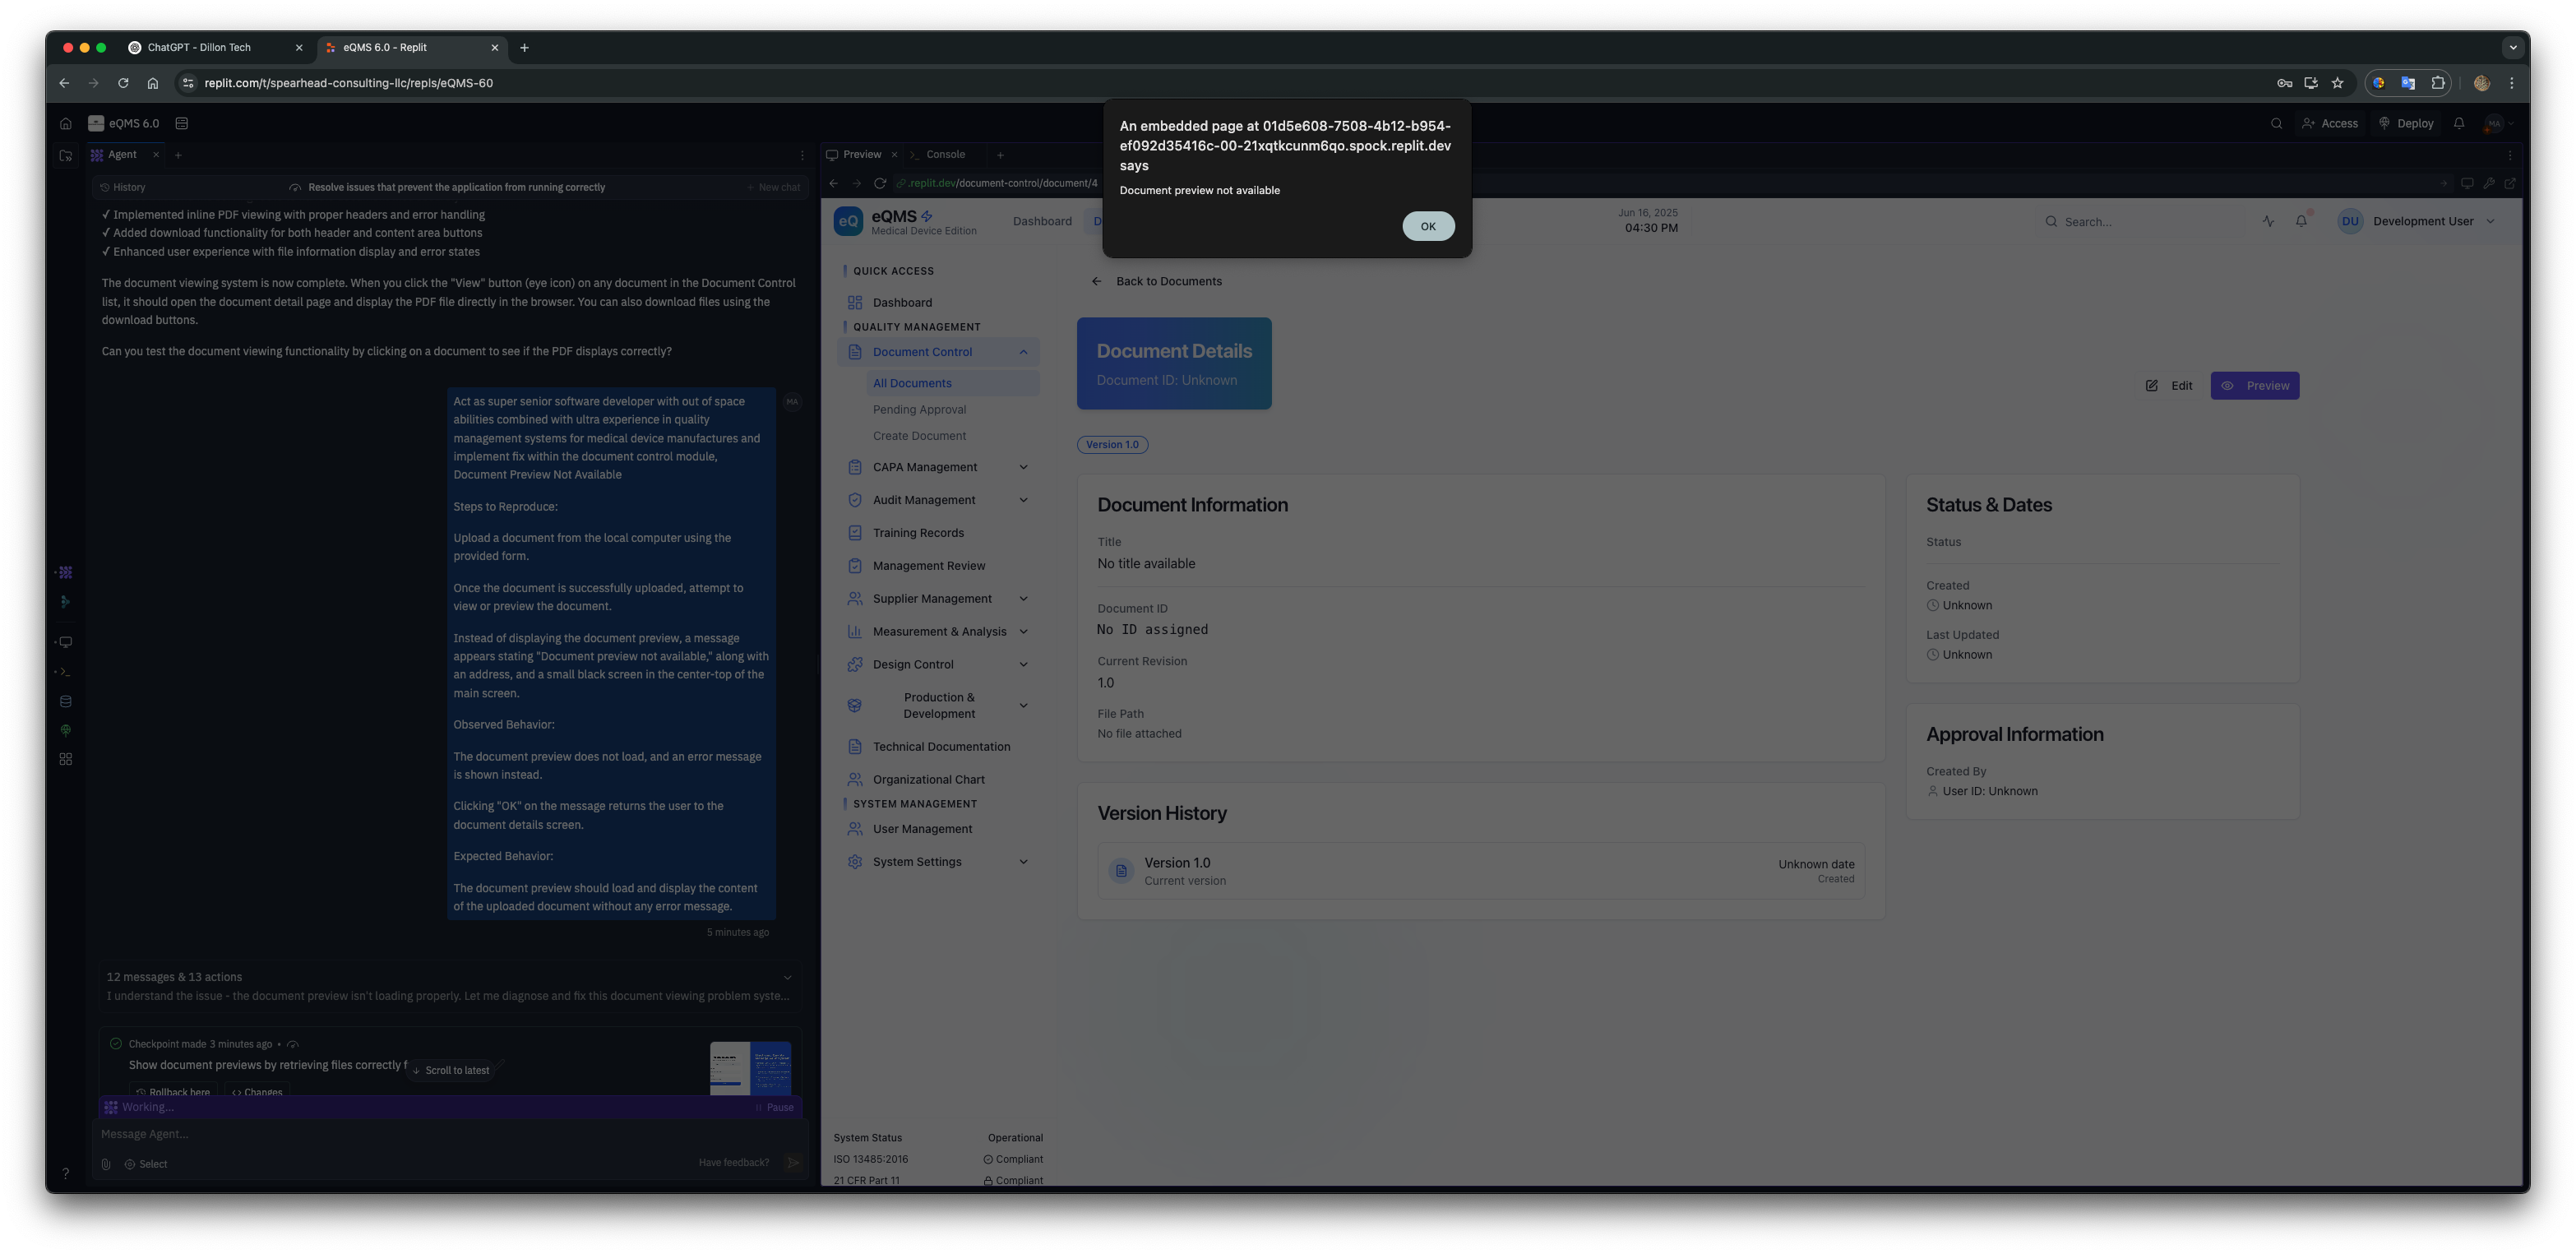 ChatGPT - Dillon Tech
eQMS 6.0 - Replit
replit.com/t/spearhead-consulting-llc/repls/eQMS-60
eQMS 6.0
Access
Deploy
MA
Agent
History
Resolve issues that prevent the application from running correctly
New chat
✓ Implemented inline PDF viewing with proper headers and error handling
✓ Added download functionality for both header and content area buttons
✓ Enhanced user experience with file information display and error states
The document viewing system is now complete. When you click the "View" button (eye icon) on any document in the Document Control
list, it should open the document detail page and display the PDF file directly in the browser. You can also download files using the
download buttons.
Can you test the document viewing functionality by clicking on a document to see if the PDF displays correctly?
MA
Act as super senior software developer with out of space
abilities combined with ultra experience in quality
management systems for medical device manufactures and
implement fix within the document control module,
Document Preview Not Available
Steps to Reproduce:
Upload a document from the local computer using the
provided form.
Once the document is successfully uploaded, attempt to
view or preview the document.
Instead of displaying the document preview, a message
appears stating "Document preview not available," along with
an address, and a small black screen in the center-top of the
main screen.
Observed Behavior:
The document preview does not load, and an error message
is shown instead.
Clicking "OK" on the message returns the user to the
document details screen.
Expected Behavior:
The document preview should load and display the content
of the uploaded document without any error message.
5 minutes ago
12 messages & 13 actions
I understand the issue - the document preview isn't loading properly. Let me diagnose and fix this document viewing problem syste...
Checkpoint made 3 minutes ago •
Show document previews by retrieving files correctly f
Scroll to latest
Rollback here
Changes
Working...
Pause
Message Agent...
Select
Have feedback?
Preview
Console
.replit.dev/document-control/document/4
An embedded page at 01d5e608-7508-4b12-b954-
ef092d35416c-00-21xqtkcunm6qo.spock.replit.dev
says
Document preview not available
OK
eQ
eQMS
Medical Device Edition
Dashboard
D
Jun 16, 2025
04:30 PM
Search...
DU
Development User
QUICK ACCESS
Dashboard
QUALITY MANAGEMENT
Document Control
All Documents
Pending Approval
Create Document
CAPA Management
Audit Management
Training Records
Management Review
Supplier Management
Measurement & Analysis
Design Control
Production &
Development
Technical Documentation
Organizational Chart
SYSTEM MANAGEMENT
User Management
System Settings
System Status
Operational
ISO 13485:2016
Compliant
21 CFR Part 11
Compliant
Back to Documents
Document Details
Document ID: Unknown
Edit
Preview
Version 1.0
Document Information
Title
No title available
Document ID
No ID assigned
Current Revision
1.0
File Path
No file attached
Version History
Version 1.0
Current version
Unknown date
Created
Status & Dates
Status
Created
Unknown
Last Updated
Unknown
Approval Information
Created By
User ID: Unknown